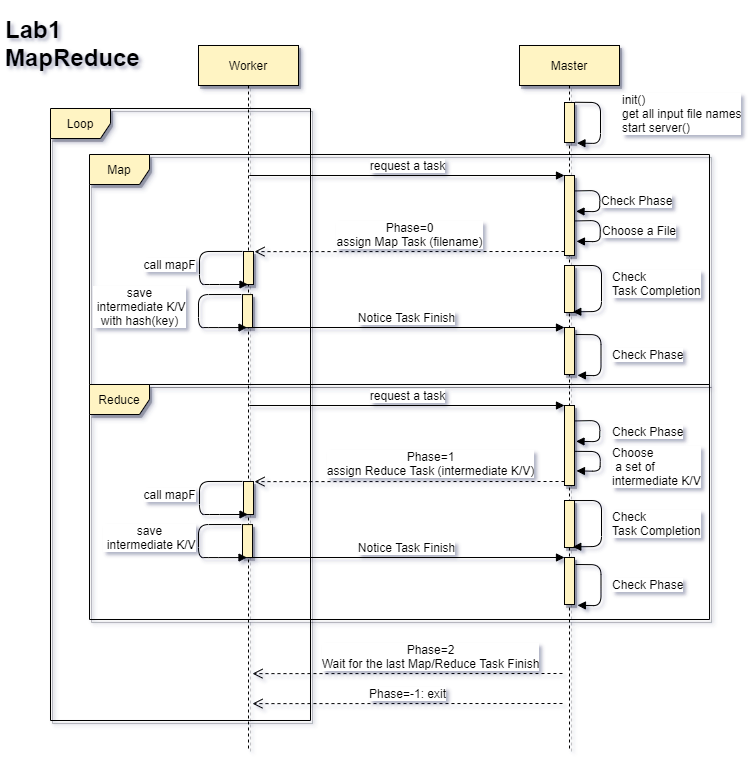 Lab1
MapReduce
Worker
Master
init()
get all input file names
start server()
Loop
Map
request a task
Check Phase
Choose a File
Phase=0
assign Map Task (filename)
call mapF
Check
Task Completion
save
intermediate K/V
with hash(key)
Notice Task Finish
Check Phase
Reduce
request a task
Check Phase
Choose
a set of
intermediate K/V
Phase=1
assign Reduce Task (intermediate K/V)
call mapF
Check
Task Completion
save
intermediate K/V
Notice Task Finish
Check Phase
Phase=2
Wait for the last Map/Reduce Task Finish
Phase=-1: exit